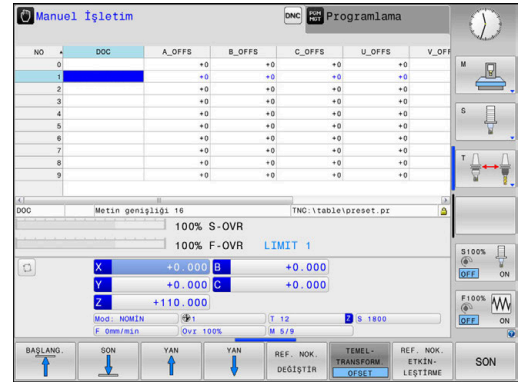 Manuel İşletim DNC PGM MGT Programlama
NO DOC A_OFFS B_OFFS C_OFFS U_OFFS V_OFF
0 +0 +0 +0 +0
1 +0 +0 +0 +0
2 +0 +0 +0 +0
3 +0 +0 +0 +0
4 +0 +0 +0 +0
5 +0 +0 +0 +0
6 +0 +0 +0 +0
7 +0 +0 +0 +0
8 +0 +0 +0 +0
9 +0 +0 +0 +0
DOC Metin genişliği 16 TNC:\table\preset.pr
100% S-OVR
100% F-OVR LIMIT 1
X +0.000 B +0.000
Y +0.000 C +0.000
Z +110.000
Mod: NOMİN 1 T 12 Z S 1800
F 0mm/min Ovr 100% M 5/9
M
S
T
S100%
OFF ON
F100%
OFF ON
BAŞLANG.
SON
YAN
YAN
REF. NOK.
DEĞİŞTİR
TEMEL-
TRANSFORM.
OFSET
REF. NOK.
ETKİN-
LEŞTİRME
SON